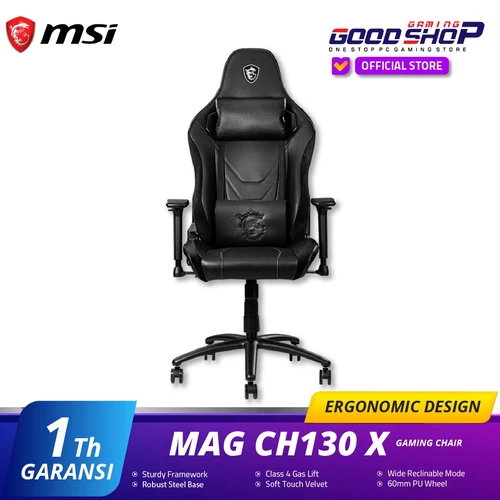 msi
GAMING
GOODSHOP
ONE STOP PC GAMING STORE
OFFICIAL STORE
ERGONOMIC DESIGN
1 Th
GARANSI
MAG CH130 X GAMING CHAIR
• Sturdy Framework
• Robust Steel Base
• Class 4 Gas Lift
• Soft Touch Velvet
• Wide Reclinable Mode
• 60mm PU Wheel